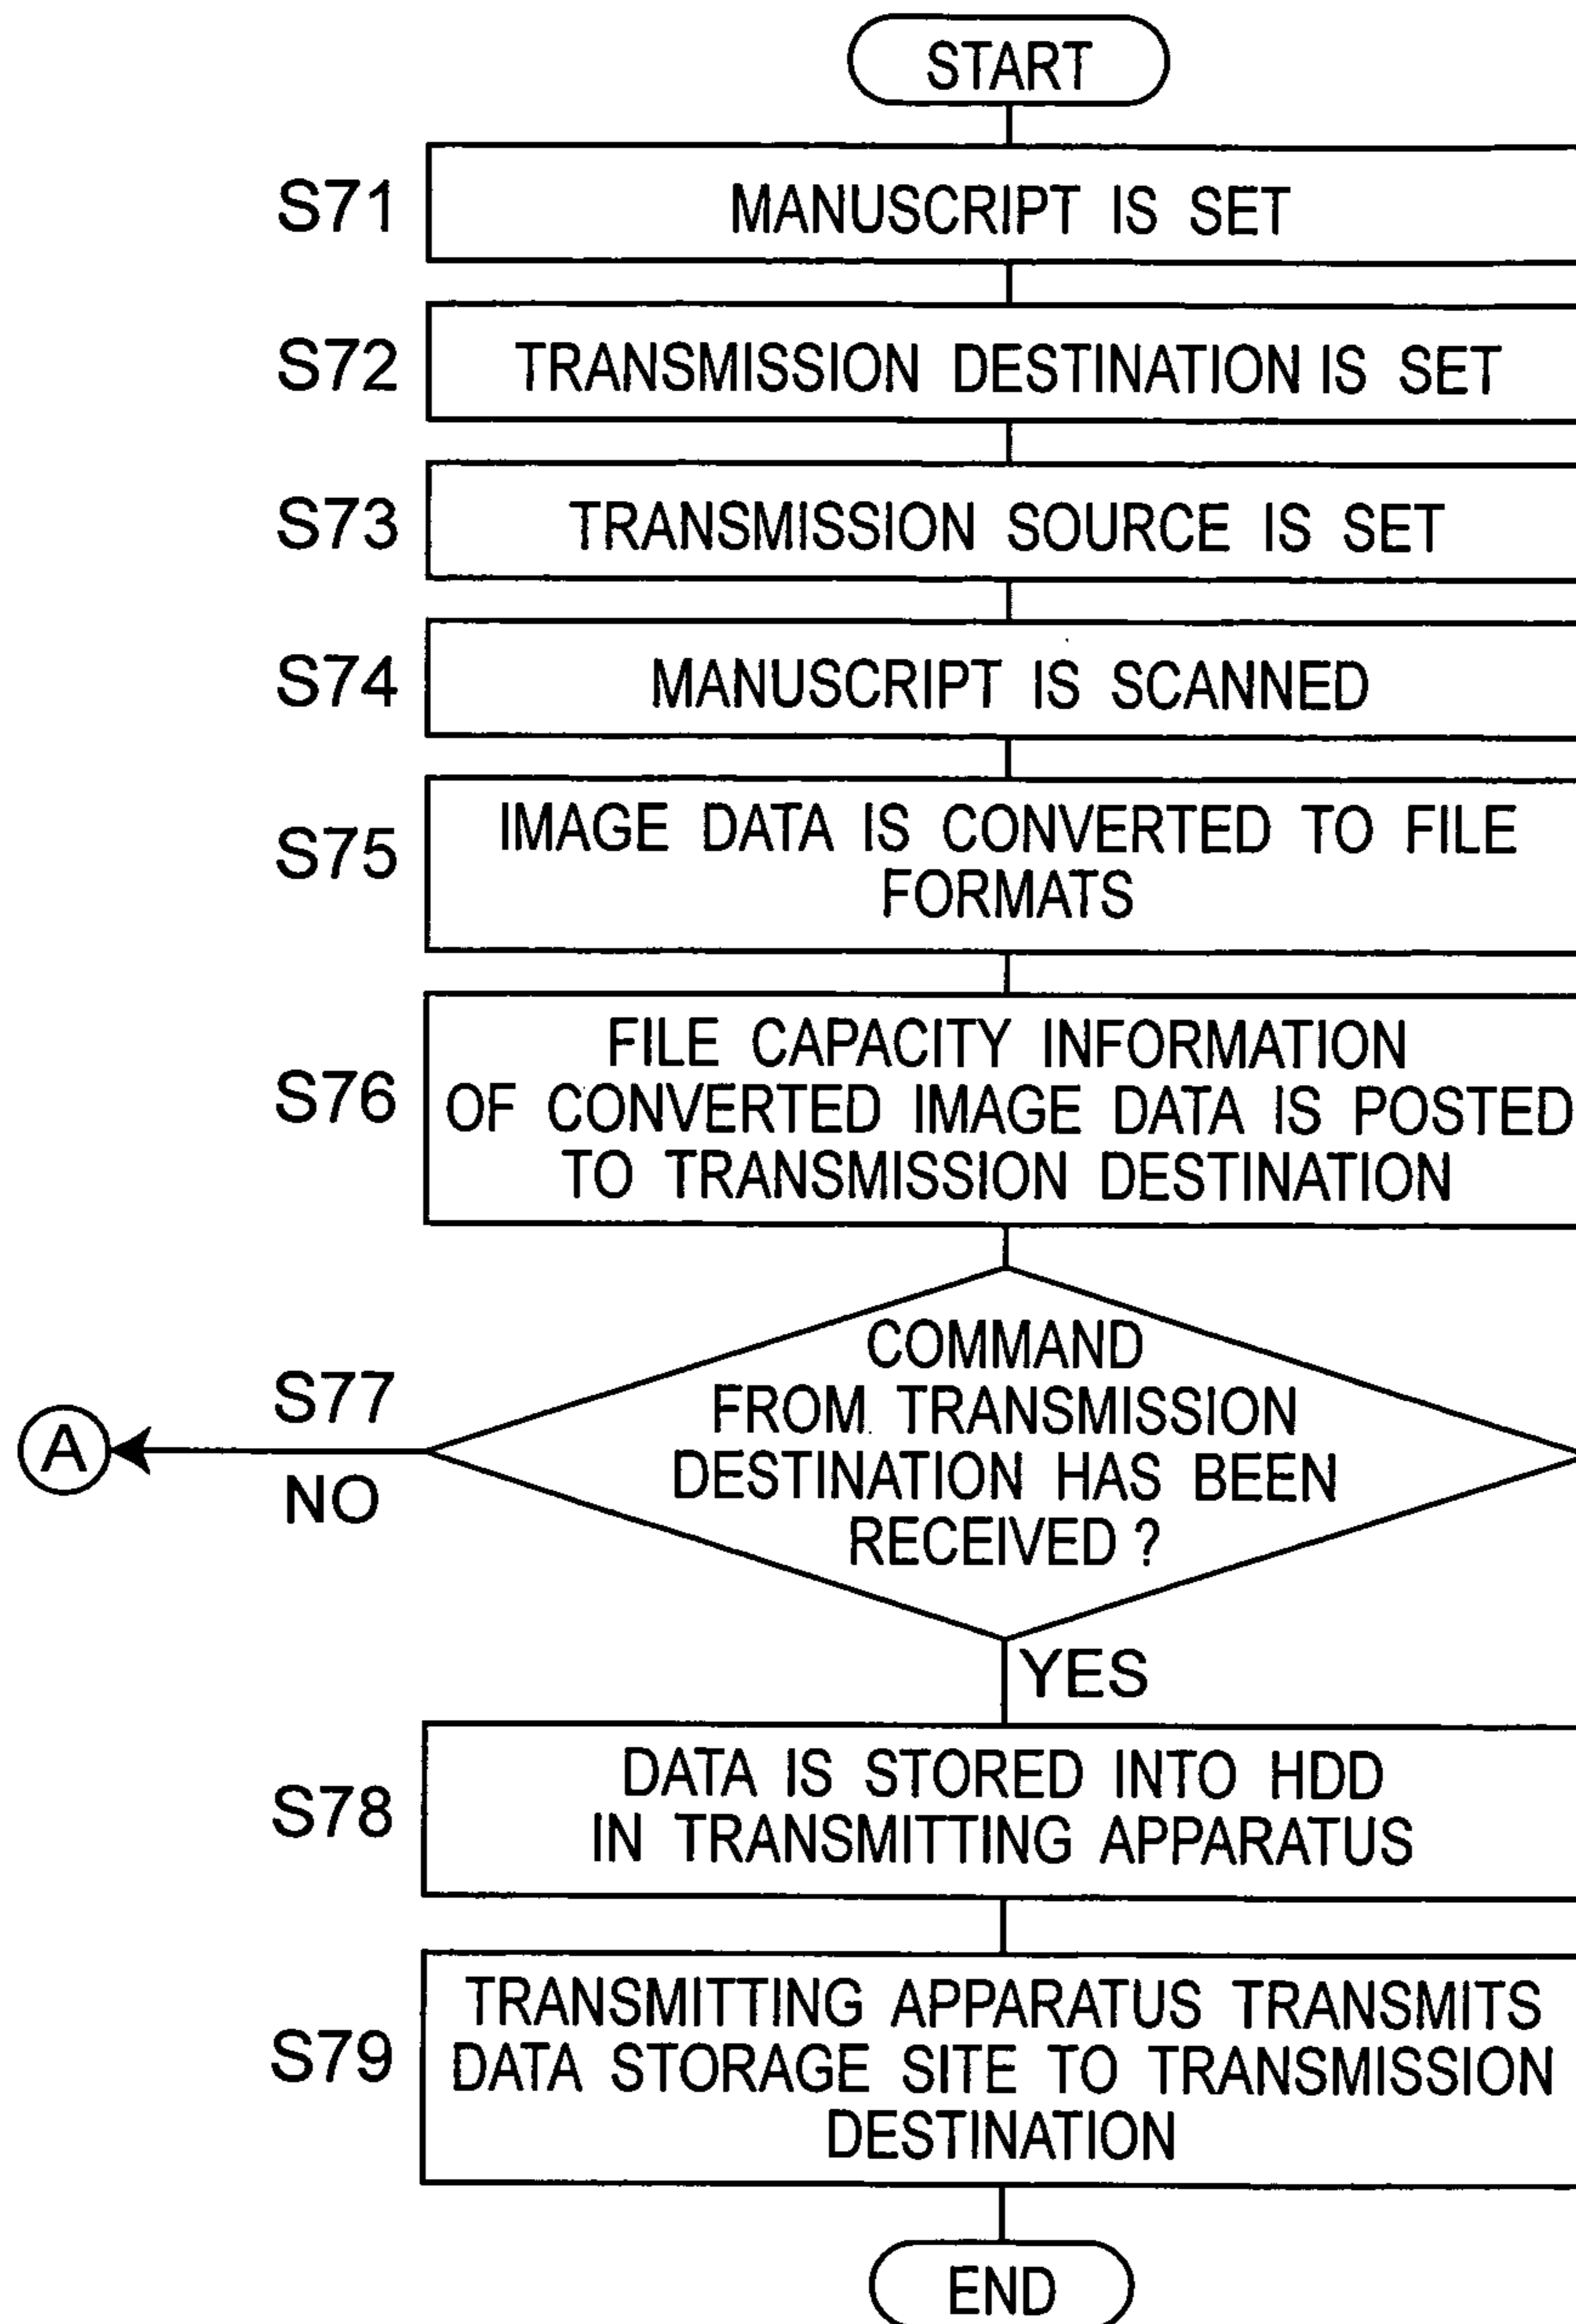 START
S71
MANUSCRIPT IS SET
S72
TRANSMISSION DESTINATION IS SET
S73
TRANSMISSION SOURCE IS SET
S74
MANUSCRIPT IS SCANNED
S75
IMAGE DATA IS CONVERTED TO FILE
FORMATS
S76
FILE CAPACITY INFORMATION
OF CONVERTED IMAGE DATA IS POSTED
TO TRANSMISSION DESTINATION
S77
COMMAND
FROM TRANSMISSION
DESTINATION HAS BEEN
RECEIVED ?
A
NO
YES
S78
DATA IS STORED INTO HDD
IN TRANSMITTING APPARATUS
S79
TRANSMITTING APPARATUS TRANSMITS
DATA STORAGE SITE TO TRANSMISSION
DESTINATION
END